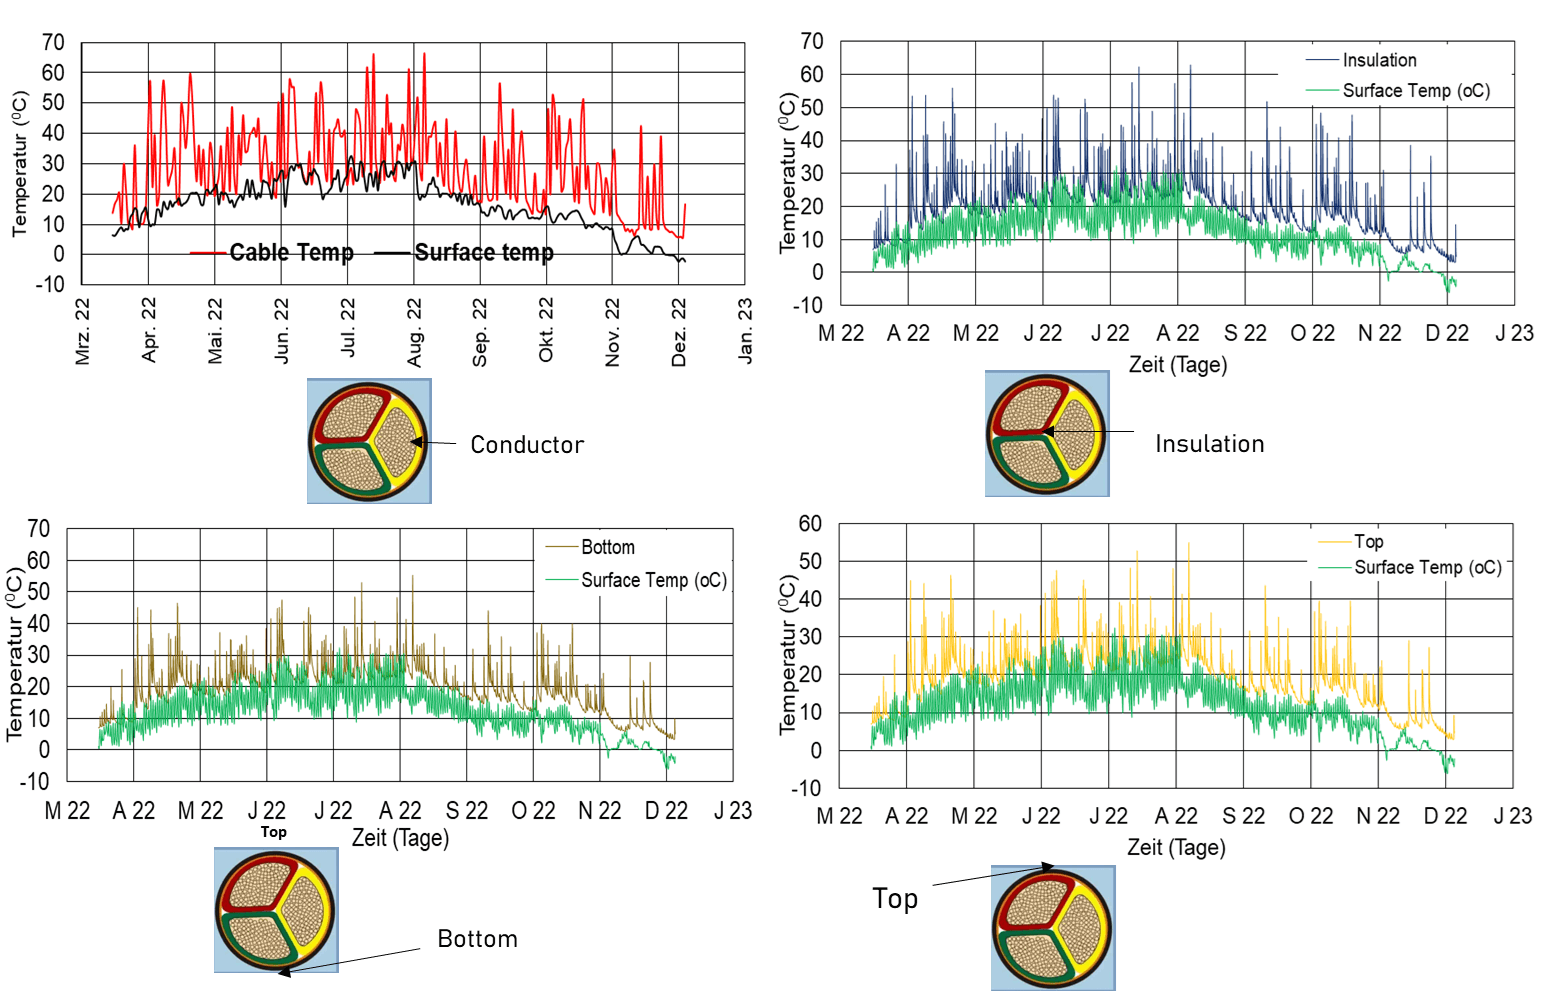 70
60
50
40
30
20
10
0
-10
Temperatur (⁰C)
Cable Temp
Surface temp
Mrz. 22
Apr. 22
Mai. 22
Jun. 22
Jul. 22
Aug. 22
Sep. 22
Okt. 22
Nov. 22
Dez. 22
Jan. 23
Conductor
70
60
50
40
30
20
10
0
-10
Temperatur (⁰C)
Insulation
Surface Temp (oC)
M 22 A 22 M 22 J 22 J 22 A 22 S 22 O 22 N 22 D 22 J 23
Zeit (Tage)
Insulation
70
60
50
40
30
20
10
0
-10
Temperatur (⁰C)
Bottom
Surface Temp (oC)
M 22 A 22 M 22 J 22 J 22 A 22 S 22 O 22 N 22 D 22 J 23
Top
Zeit (Tage)
Bottom
60
50
40
30
20
10
0
-10
Temperatur (⁰C)
Top
Surface Temp (oC)
M 22 A 22 M 22 J 22 J 22 A 22 S 22 O 22 N 22 D 22 J 23
Zeit (Tage)
Top